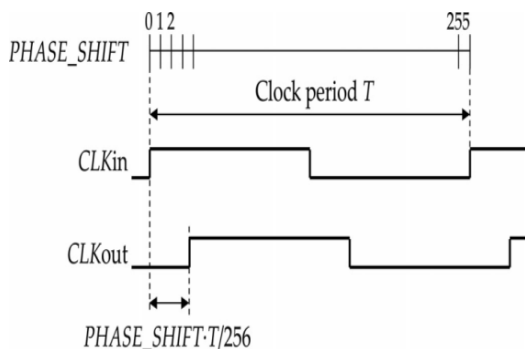 0 1 2 255
PHASE_SHIFT
Clock period T
CLKin
CLKout
PHASE_SHIFT·T/256